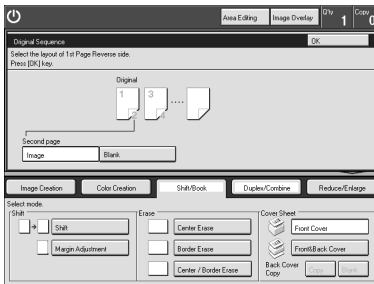 Area Editing Image Overlay Q'ty 1 Copy 0
Original Sequence OK
Select the layout of 1st Page Reverse side.
Press [OK] key.
Original
1 3 ....
2 4
Second page
Image Blank
Image Creation Color Creation Shift/Book Duplex/Combine Reduce/Enlarge
Select mode.
Shift Erase Cover Sheet
Shift Center Erase Front Cover
Margin Adjustment Border Erase Front&Back Cover
Center / Border Erase Back Cover Copy Copy Blank